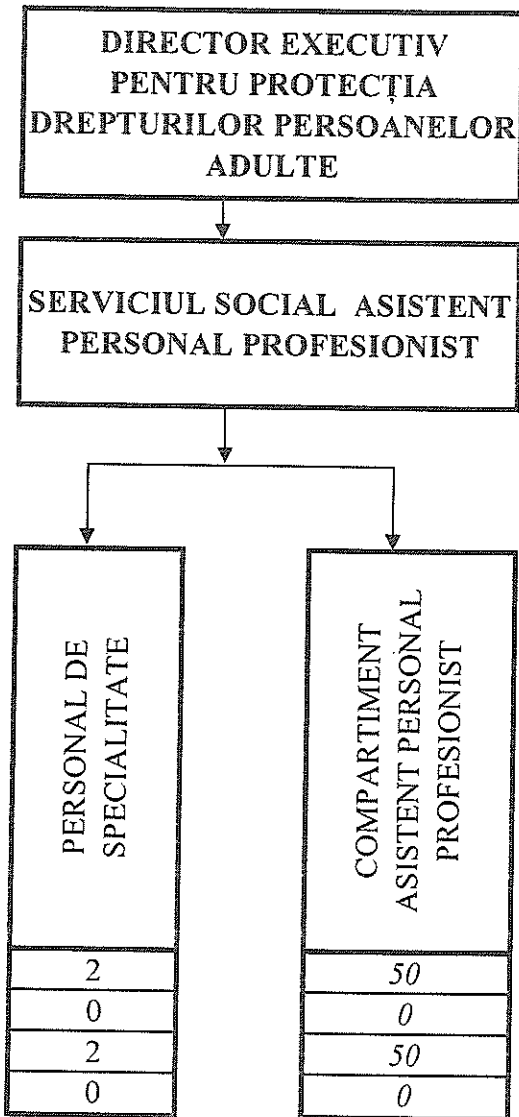 DIRECTOR EXECUTIV
PENTRU PROTECȚIA
DREPTURILOR PERSOANELOR
ADULTE
SERVICIUL SOCIAL ASISTENT
PERSONAL PROFESIONIST
PERSONAL DE
SPECIALITATE
2
0
2
0
COMPARTIMENT
ASISTENT PERSONAL
PROFESIONIST
50
0
50
0